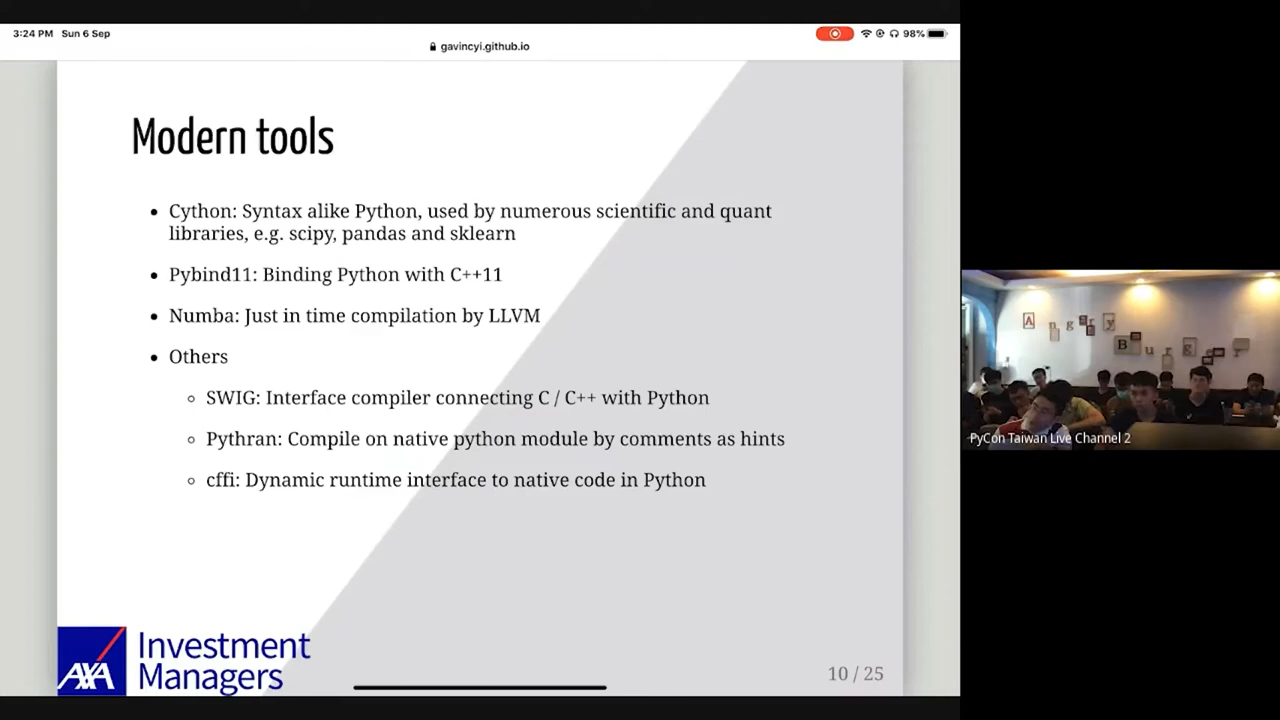 3:24 PM Sun 6 Sep
98%
gavincyi.github.io
Modern tools
Cython: Syntax alike Python, used by numerous scientific and quant
libraries, e.g. scipy, pandas and sklearn
Pybind11: Binding Python with C++11
Numba: Just in time compilation by LLVM
Others
SWIG: Interface compiler connecting C / C++ with Python
Pythran: Compile on native python module by comments as hints
cffi: Dynamic runtime interface to native code in Python
AXA
Investment
Managers
10 / 25
Angry
Burger
PyCon Taiwan Live Channel 2